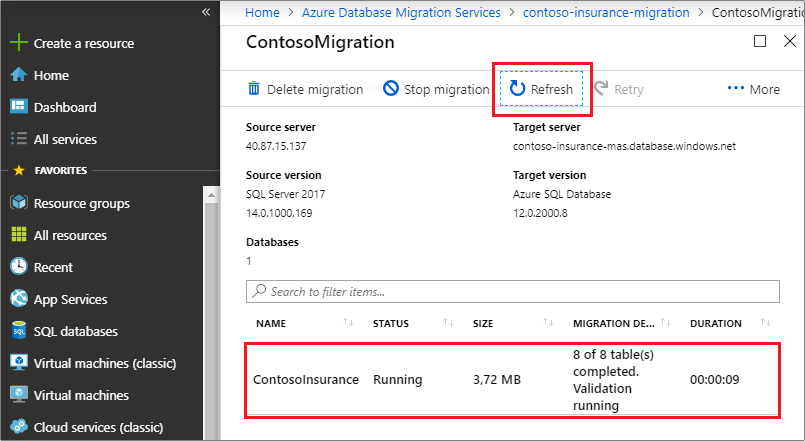 «
Home > Azure Database Migration Services > contoso-insurance-migration > ContosoMigratio
Create a resource
Home
Dashboard
All services
FAVORITES
Resource groups
All resources
Recent
App Services
SQL databases
Virtual machines (classic)
Virtual machines
Cloud services (classic)
ContosoMigration
Delete migration Stop migration Refresh Retry ... More
Source server Target server
40.87.15.137 contoso-insurance-mas.database.windows.net
Source version Target version
SQL Server 2017 Azure SQL Database
14.0.1000.169 12.0.2000.8
Databases
1
Search to filter items...
NAME STATUS SIZE MIGRATION DE... DURATION
ContosoInsurance Running 3,72 MB 8 of 8 table(s)
completed.
Validation
running
00:00:09